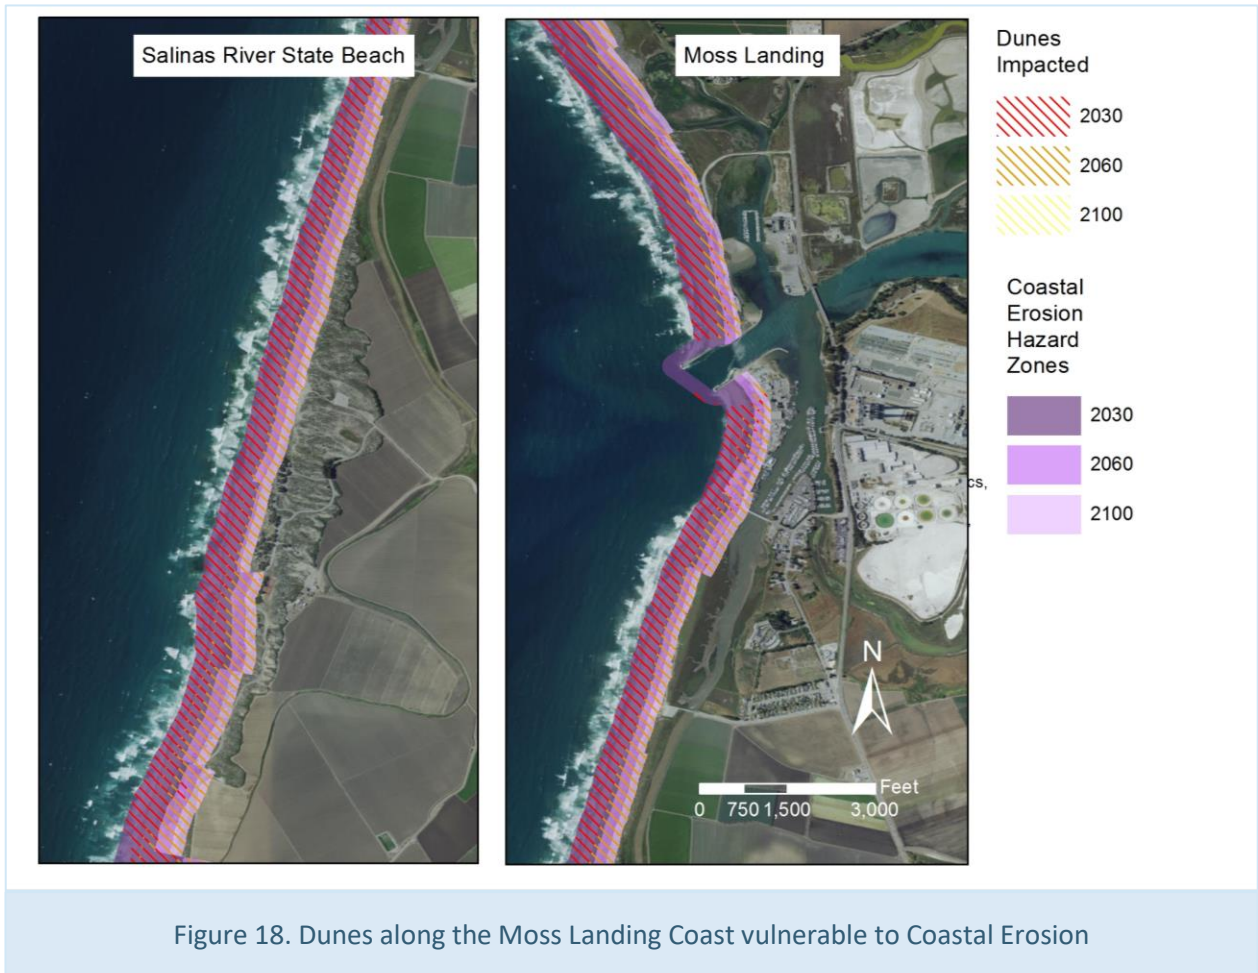 Salinas River State Beach
Moss Landing
Dunes
Impacted
2030
2060
2100
Coastal
Erosion
Hazard
Zones
2030
2060
2100
cs,
N
Feet
0 750 1,500 3,000
Figure 18. Dunes along the Moss Landing Coast vulnerable to Coastal Erosion